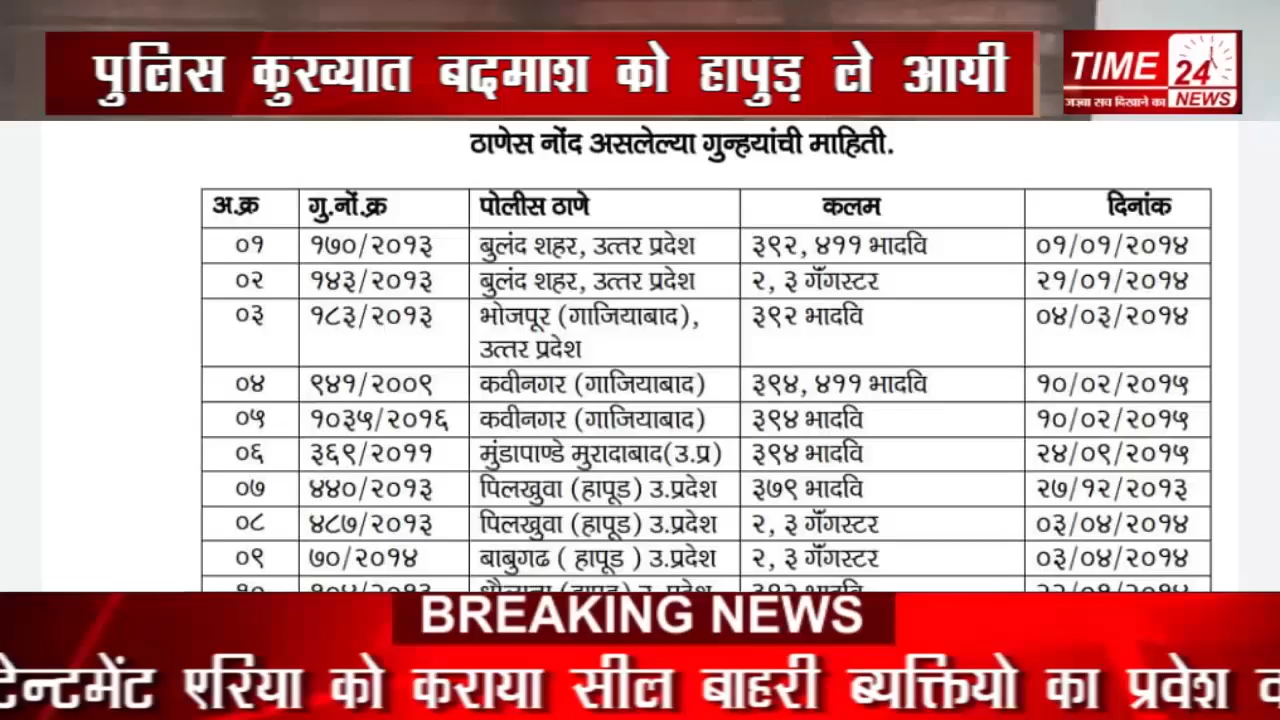 पुलिस कुख्यात बदमाश को हापुड़ ले आयी
TIME 24 NEWS
जज़्बा सच दिखाने का
ठाणेस नोंद असलेल्या गुन्हयांची माहिती.
अ.क्र गु.नों.क्र पोलीस ठाणे कलम दिनांक
०१ १७०/२०१३ बुलंद शहर, उत्तर प्रदेश ३९२, ४११ भादवि ०१/०१/२०१४
०२ १४३/२०१३ बुलंद शहर, उत्तर प्रदेश २, ३ गॅंगस्टर २१/०१/२०१४
०३ १८३/२०१३ भोजपूर (गाजियाबाद), ३९२ भादवि ०४/०३/२०१४
उत्तर प्रदेश
०४ ९४१/२००९ कवीनगर (गाजियाबाद) ३९४, ४११ भादवि १०/०२/२०१५
०५ १०३५/२०१६ कवीनगर (गाजियाबाद) ३९४ भादवि १०/०२/२०१५
०६ ३६९/२०११ मुंडापाण्डे मुरादाबाद(उ.प्र) ३९४ भादवि २४/०९/२०१५
०७ ४४०/२०१३ पिलखुवा (हापूड) उ.प्रदेश ३७९ भादवि २७/१२/२०१३
०८ ४८७/२०१३ पिलखुवा (हापूड) उ.प्रदेश २, ३ गॅंगस्टर ०३/०४/२०१४
०९ ७०/२०१४ बाबुगढ ( हापूड ) उ.प्रदेश २, ३ गॅंगस्टर ०३/०४/२०१४
BREAKING NEWS
टेन्टमेंट एरिया को कराया सील बाहरी ब्यक्तियो का प्रवेश